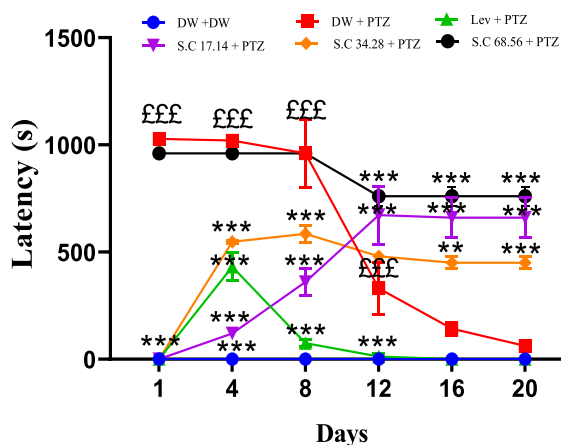 DW +DW DW + PTZ Lev + PTZ
S.C 17.14 + PTZ S.C 34.28 + PTZ S.C 68.56 + PTZ
1500
£££ £££ £££
1000
*** *** ***
*** *** ***
*** *** ** ***
500
*** *** £££
*** *** ***
*** ***
0
1 4 8 12 16 20
Latency (s)
Days